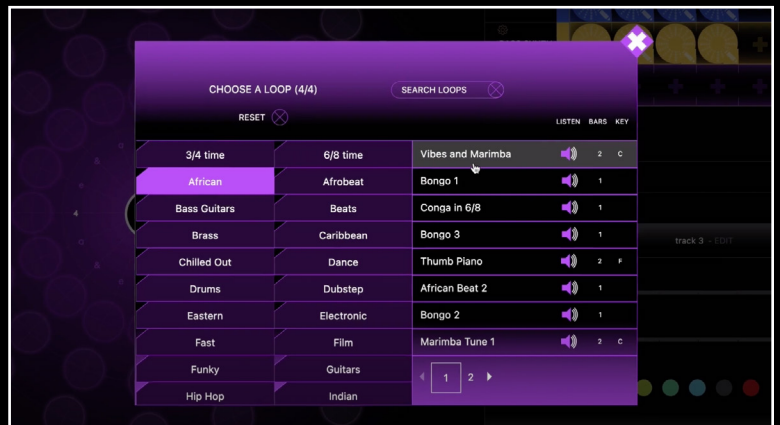 CHOOSE A LOOP (4/4)
SEARCH LOOPS
RESET
LISTEN BARS KEY
3/4 time
6/8 time
Vibes and Marimba 2 C
African
Afrobeat
Bongo 1 1
Bass Guitars
Beats
Conga in 6/8 1
Brass
Caribbean
Bongo 3 1
Chilled Out
Dance
Thumb Piano 2 F
Drums
Dubstep
African Beat 2 1
Eastern
Electronic
Bongo 2 1
Fast
Film
Marimba Tune 1 2 C
Funky
Guitars
1 2
Hip Hop
Indian
4
track 3 - EDIT